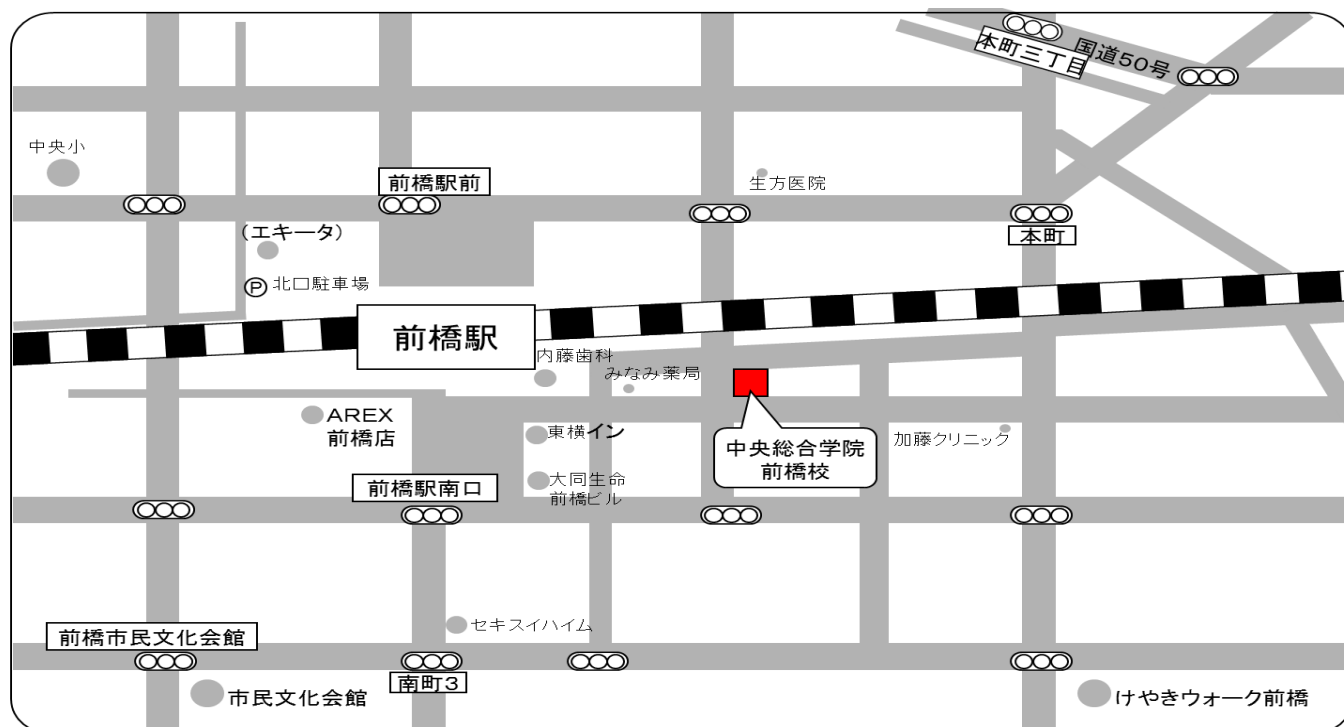 国道50号
本町三丁目
中央小
前橋駅前
生方医院
本町
(エキータ)
Ⓟ北口駐車場
前橋駅
内藤歯科
みなみ薬局
AREX
前橋店
東横イン
加藤クリニック
中央総合学院
前橋校
大同生命
前橋ビル
前橋駅南口
セキスイハイム
前橋市民文化会館
南町3
市民文化会館
けやきウォーク前橋